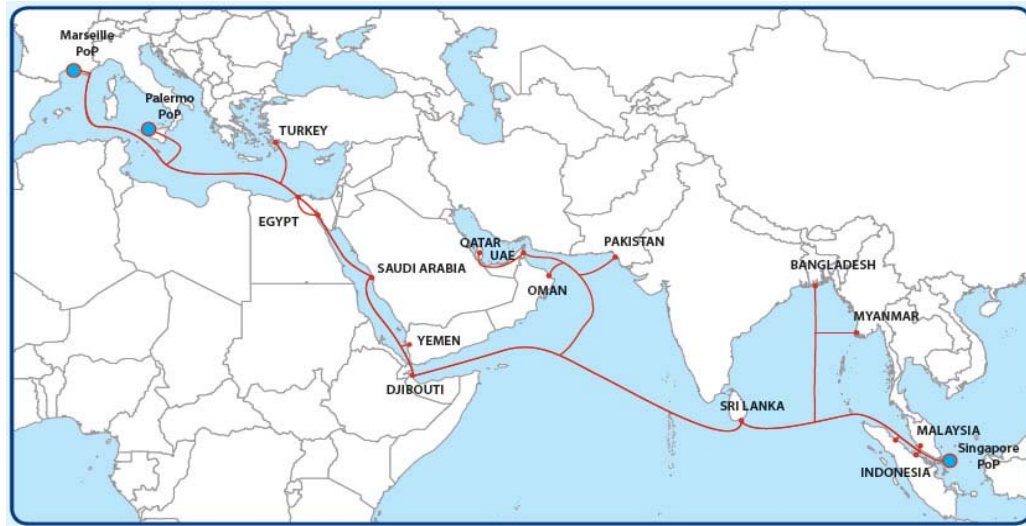 Marseille
PoP
Palermo
PoP
TURKEY
EGYPT
SAUDI ARABIA
QATAR
UAE
PAKISTAN
OMAN
BANGLADESH
MYANMAR
YEMEN
DJIBOUTI
SRI LANKA
MALAYSIA
Singapore
PoP
INDONESIA